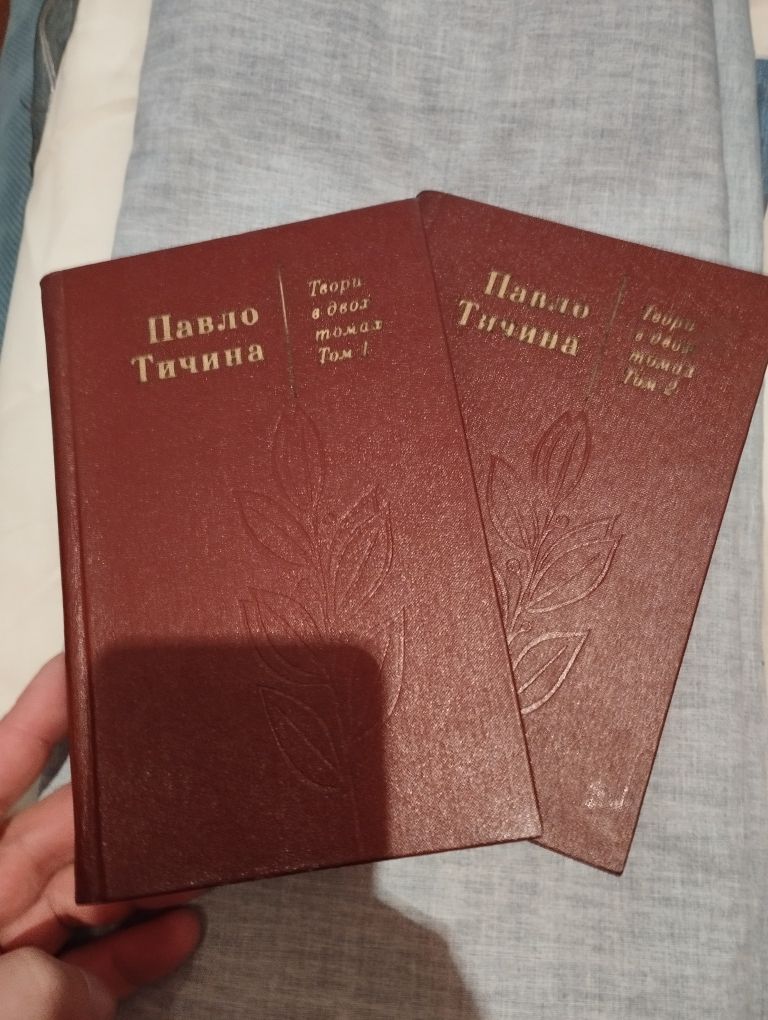 Павло
Тичина
Твори
в двох
томах
Том 1
Павло
Тичина
Твори
в двох
томах
Том 2